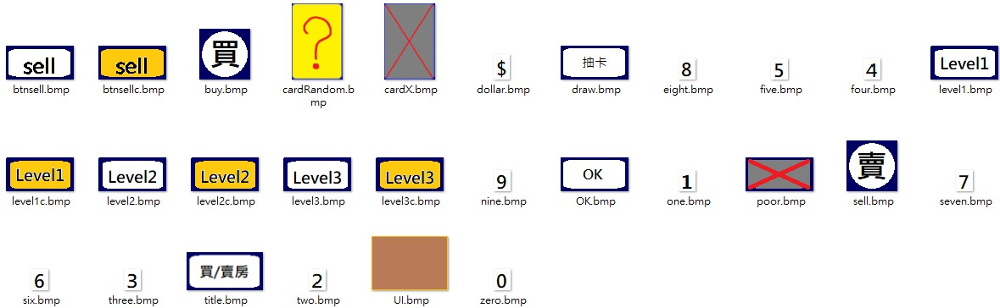 sell
sell
買
?
$
抽卡
8
5
4
Level1
btnsell.bmp
btnsellc.bmp
buy.bmp
cardRandom.b
mp
cardX.bmp
dollar.bmp
draw.bmp
eight.bmp
five.bmp
four.bmp
level1.bmp
Level1
Level2
Level2
Level3
Level3
9
OK
1
賣
7
level1c.bmp
level2.bmp
level2c.bmp
level3.bmp
level3c.bmp
nine.bmp
OK.bmp
one.bmp
poor.bmp
sell.bmp
seven.bmp
6
3
買/賣房
2
0
six.bmp
three.bmp
title.bmp
two.bmp
UI.bmp
zero.bmp